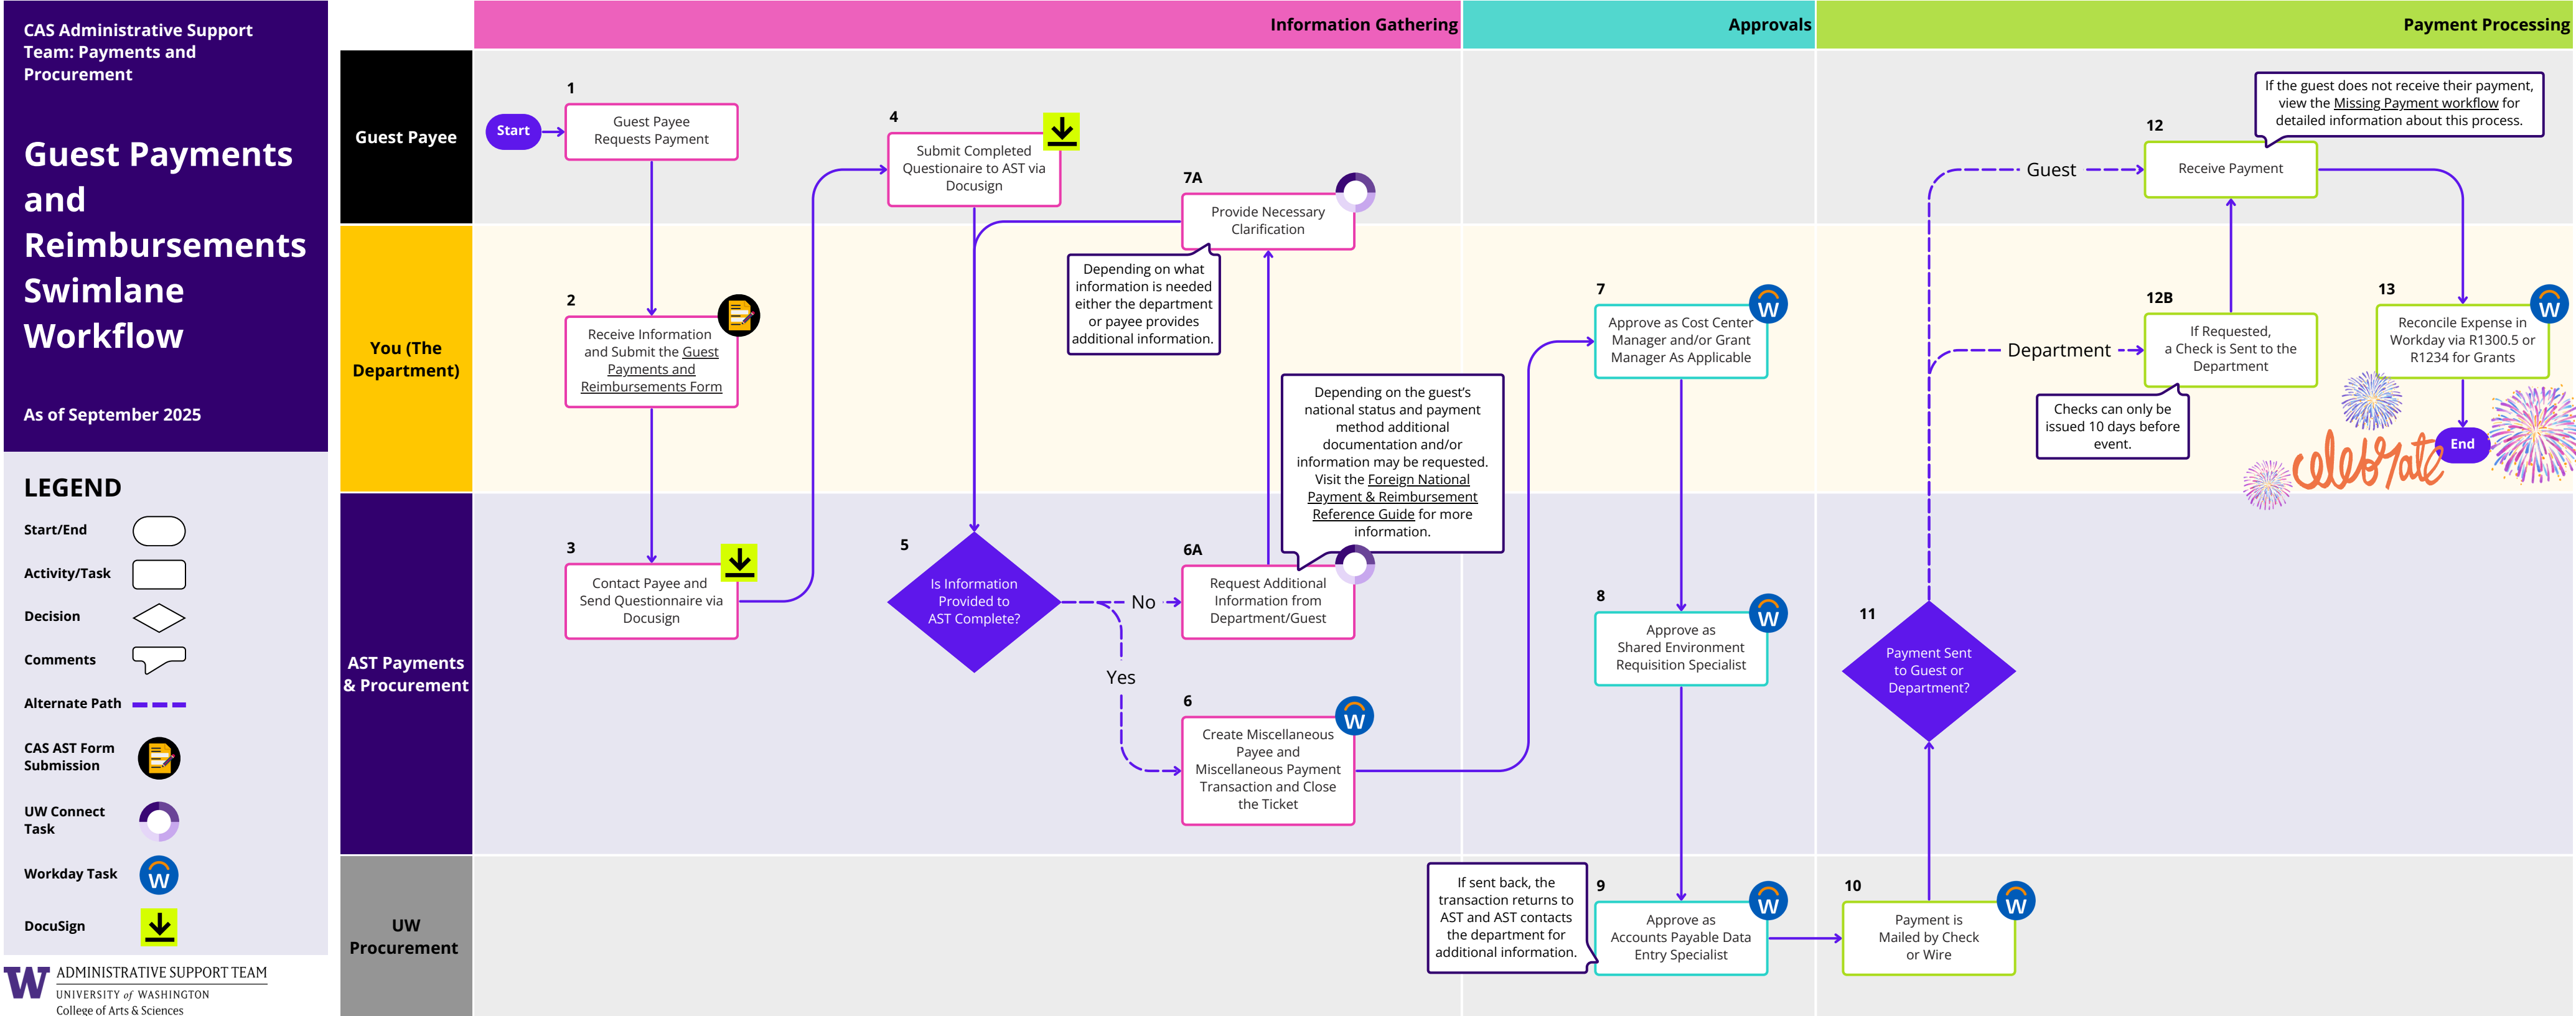 CAS Administrative Support
Team: Payments and
Procurement
Guest Payments
and
Reimbursements
Swimlane
Workflow
As of September 2025
LEGEND
Start/End
Activity/Task
Decision
Comments
Alternate Path
CAS AST Form
Submission
UW Connect
Task
Workday Task
W
DocuSign
W
ADMINISTRATIVE SUPPORT TEAM
UNIVERSITY of WASHINGTON
College of Arts & Sciences
Information Gathering
Approvals
Payment Processing
Guest Payee
You (The
Department)
AST Payments
& Procurement
UW
Procurement
Start
1
Guest Payee
Requests Payment
2
Receive Information
and Submit the Guest
Payments and
Reimbursements Form
3
Contact Payee and
Send Questionnaire via
Docusign
4
Submit Completed
Questionaire to AST via
Docusign
5
Is Information
Provided to
AST Complete?
No
Yes
6A
Request Additional
Information from
Department/Guest
Depending on the guest's
national status and payment
method additional
documentation and/or
information may be requested.
Visit the Foreign National
Payment & Reimbursement
Reference Guide for more
information.
7A
Provide Necessary
Clarification
Depending on what
information is needed
either the department
or payee provides
additional information.
6
W
Create Miscellaneous
Payee and
Miscellaneous Payment
Transaction and Close
the Ticket
7
W
Approve as Cost Center
Manager and/or Grant
Manager As Applicable
8
W
Approve as
Shared Environment
Requisition Specialist
9
W
Approve as
Accounts Payable Data
Entry Specialist
If sent back, the
transaction returns to
AST and AST contacts
the department for
additional information.
10
W
Payment is
Mailed by Check
or Wire
11
Payment Sent
to Guest or
Department?
Guest
Department
12
Receive Payment
If the guest does not receive their payment,
view the Missing Payment workflow for
detailed information about this process.
12B
If Requested,
a Check is Sent to the
Department
Checks can only be
issued 10 days before
event.
13
W
Reconcile Expense in
Workday via R1300.5 or
R1234 for Grants
End
celebrate